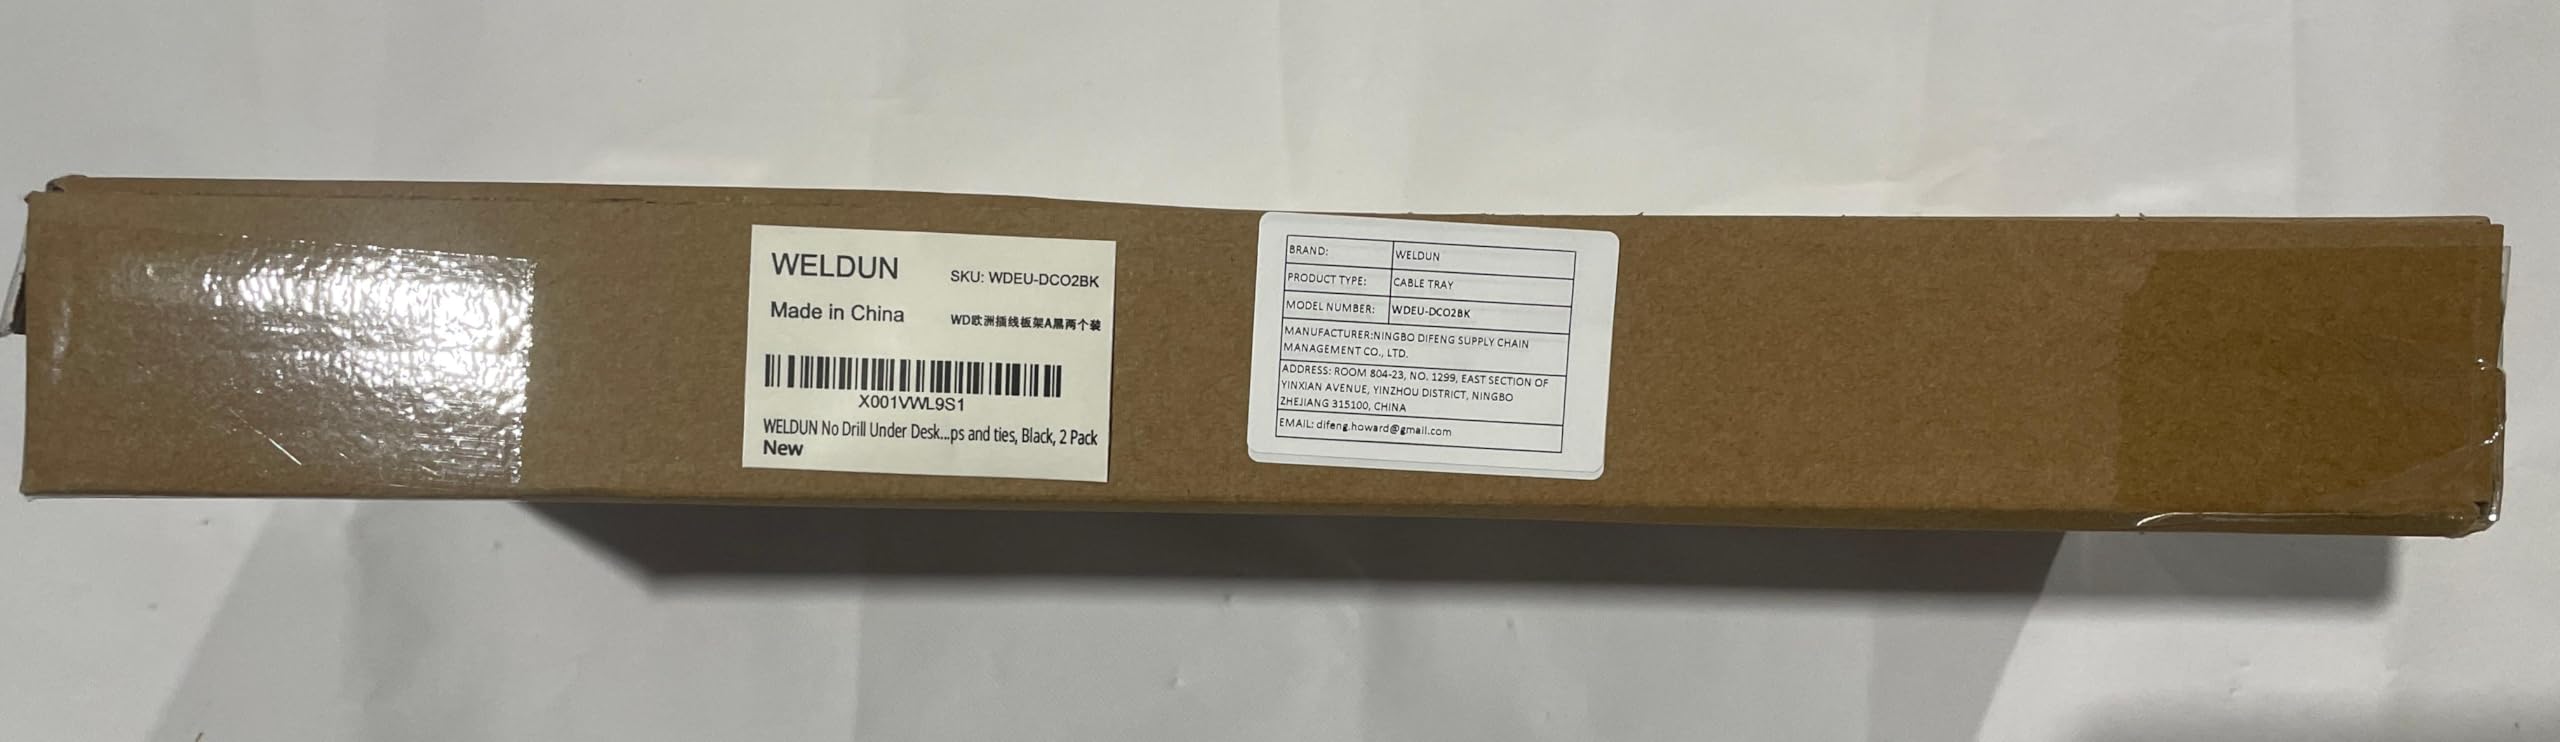 WELDUN
SKU: WDEU-DCO2BK
Made in China
WD欧洲插线板架A黑两个装
X001VWL9S1
WELDUN No Drill Under Desk...ps and ties, Black, 2 Pack
New
BRAND: WELDUN
PRODUCT TYPE: CABLE TRAY
MODEL NUMBER: WDEU-DCO2BK
MANUFACTURER:NINGBO DIFENG SUPPLY CHAIN
MANAGEMENT CO., LTD.
ADDRESS: ROOM 804-23, NO. 1299, EAST SECTION OF
YINXIAN AVENUE, YINZHOU DISTRICT, NINGBO
ZHEJIANG 315100, CHINA
EMAIL: difeng.howard@gmail.com